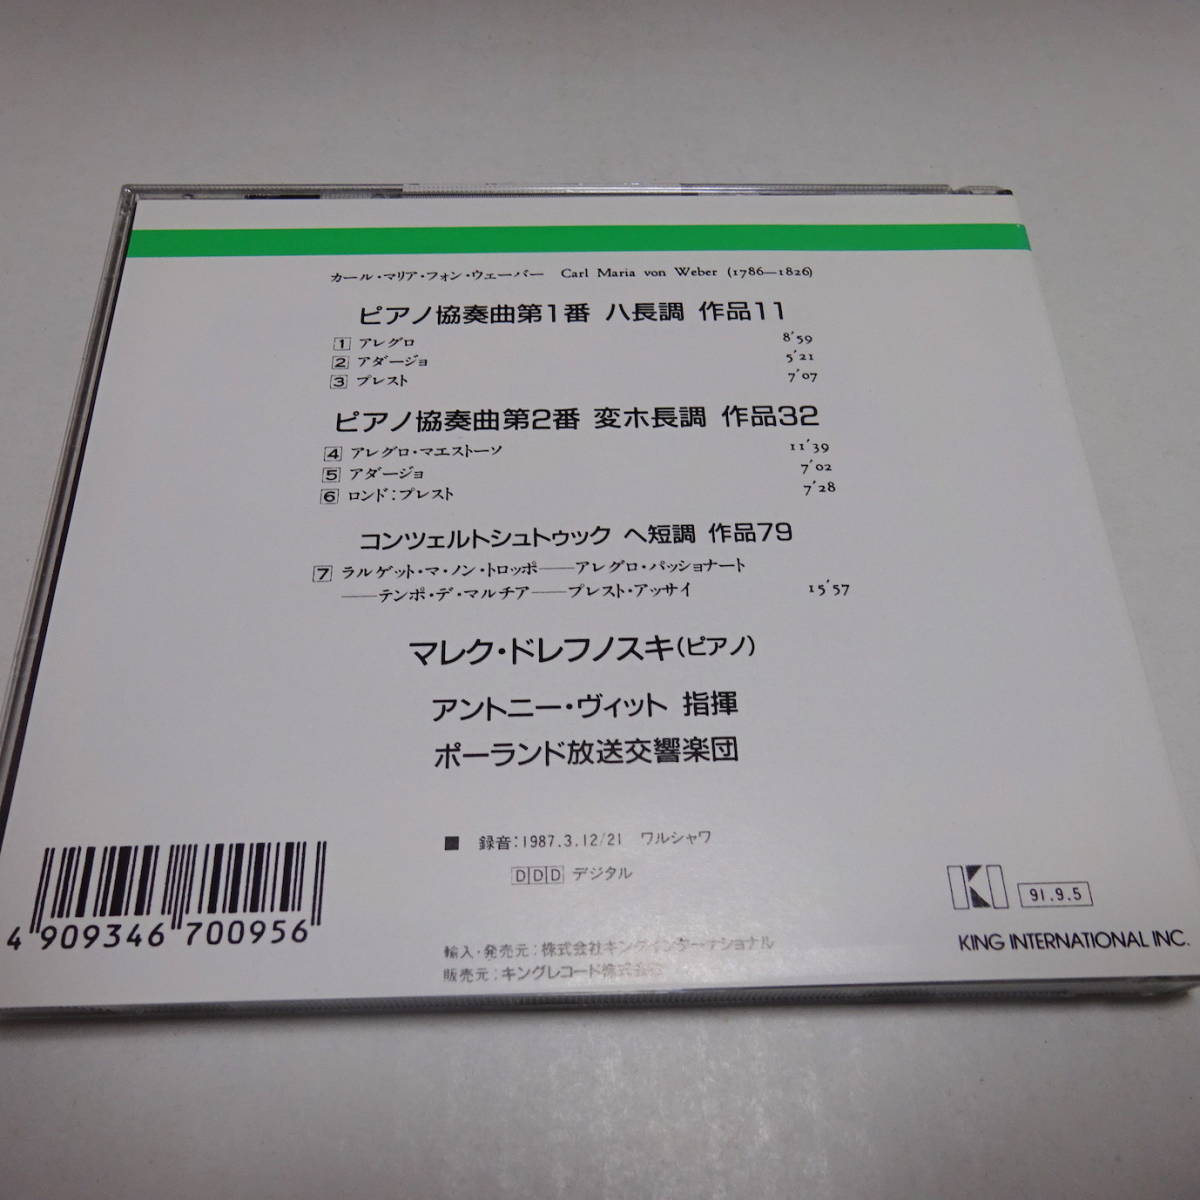 カール・マリア・フォン・ウェーバー Carl Maria von Weber (1786—1826)
ピアノ協奏曲第1番 ハ長調 作品11
1 アレグロ 8'59
2 アダージョ 5'21
3 プレスト 7'07
ピアノ協奏曲第2番 変ホ長調 作品32
4 アレグロ・マエストーソ 11'39
5 アダージョ 7'02
6 ロンド:プレスト 7'28
コンツェルトシュトゥック ヘ短調 作品79
7 ラルゲット・マ・ノン・トロッポ——アレグロ・パッショナート
——テンポ・デ・マルチア——プレスト・アッサイ 15'57
マレク・ドレフノスキ(ピアノ)
アントニー・ヴィット 指揮
ポーランド放送交響楽団
■ 録音:1987.3.12/21 ワルシャワ
DDD デジタル
4 909346 700956
KI 91.9.5
KING INTERNATIONAL INC.
輸入・発売元:株式会社キングインターナショナル
販売元:キングレコード株式会社